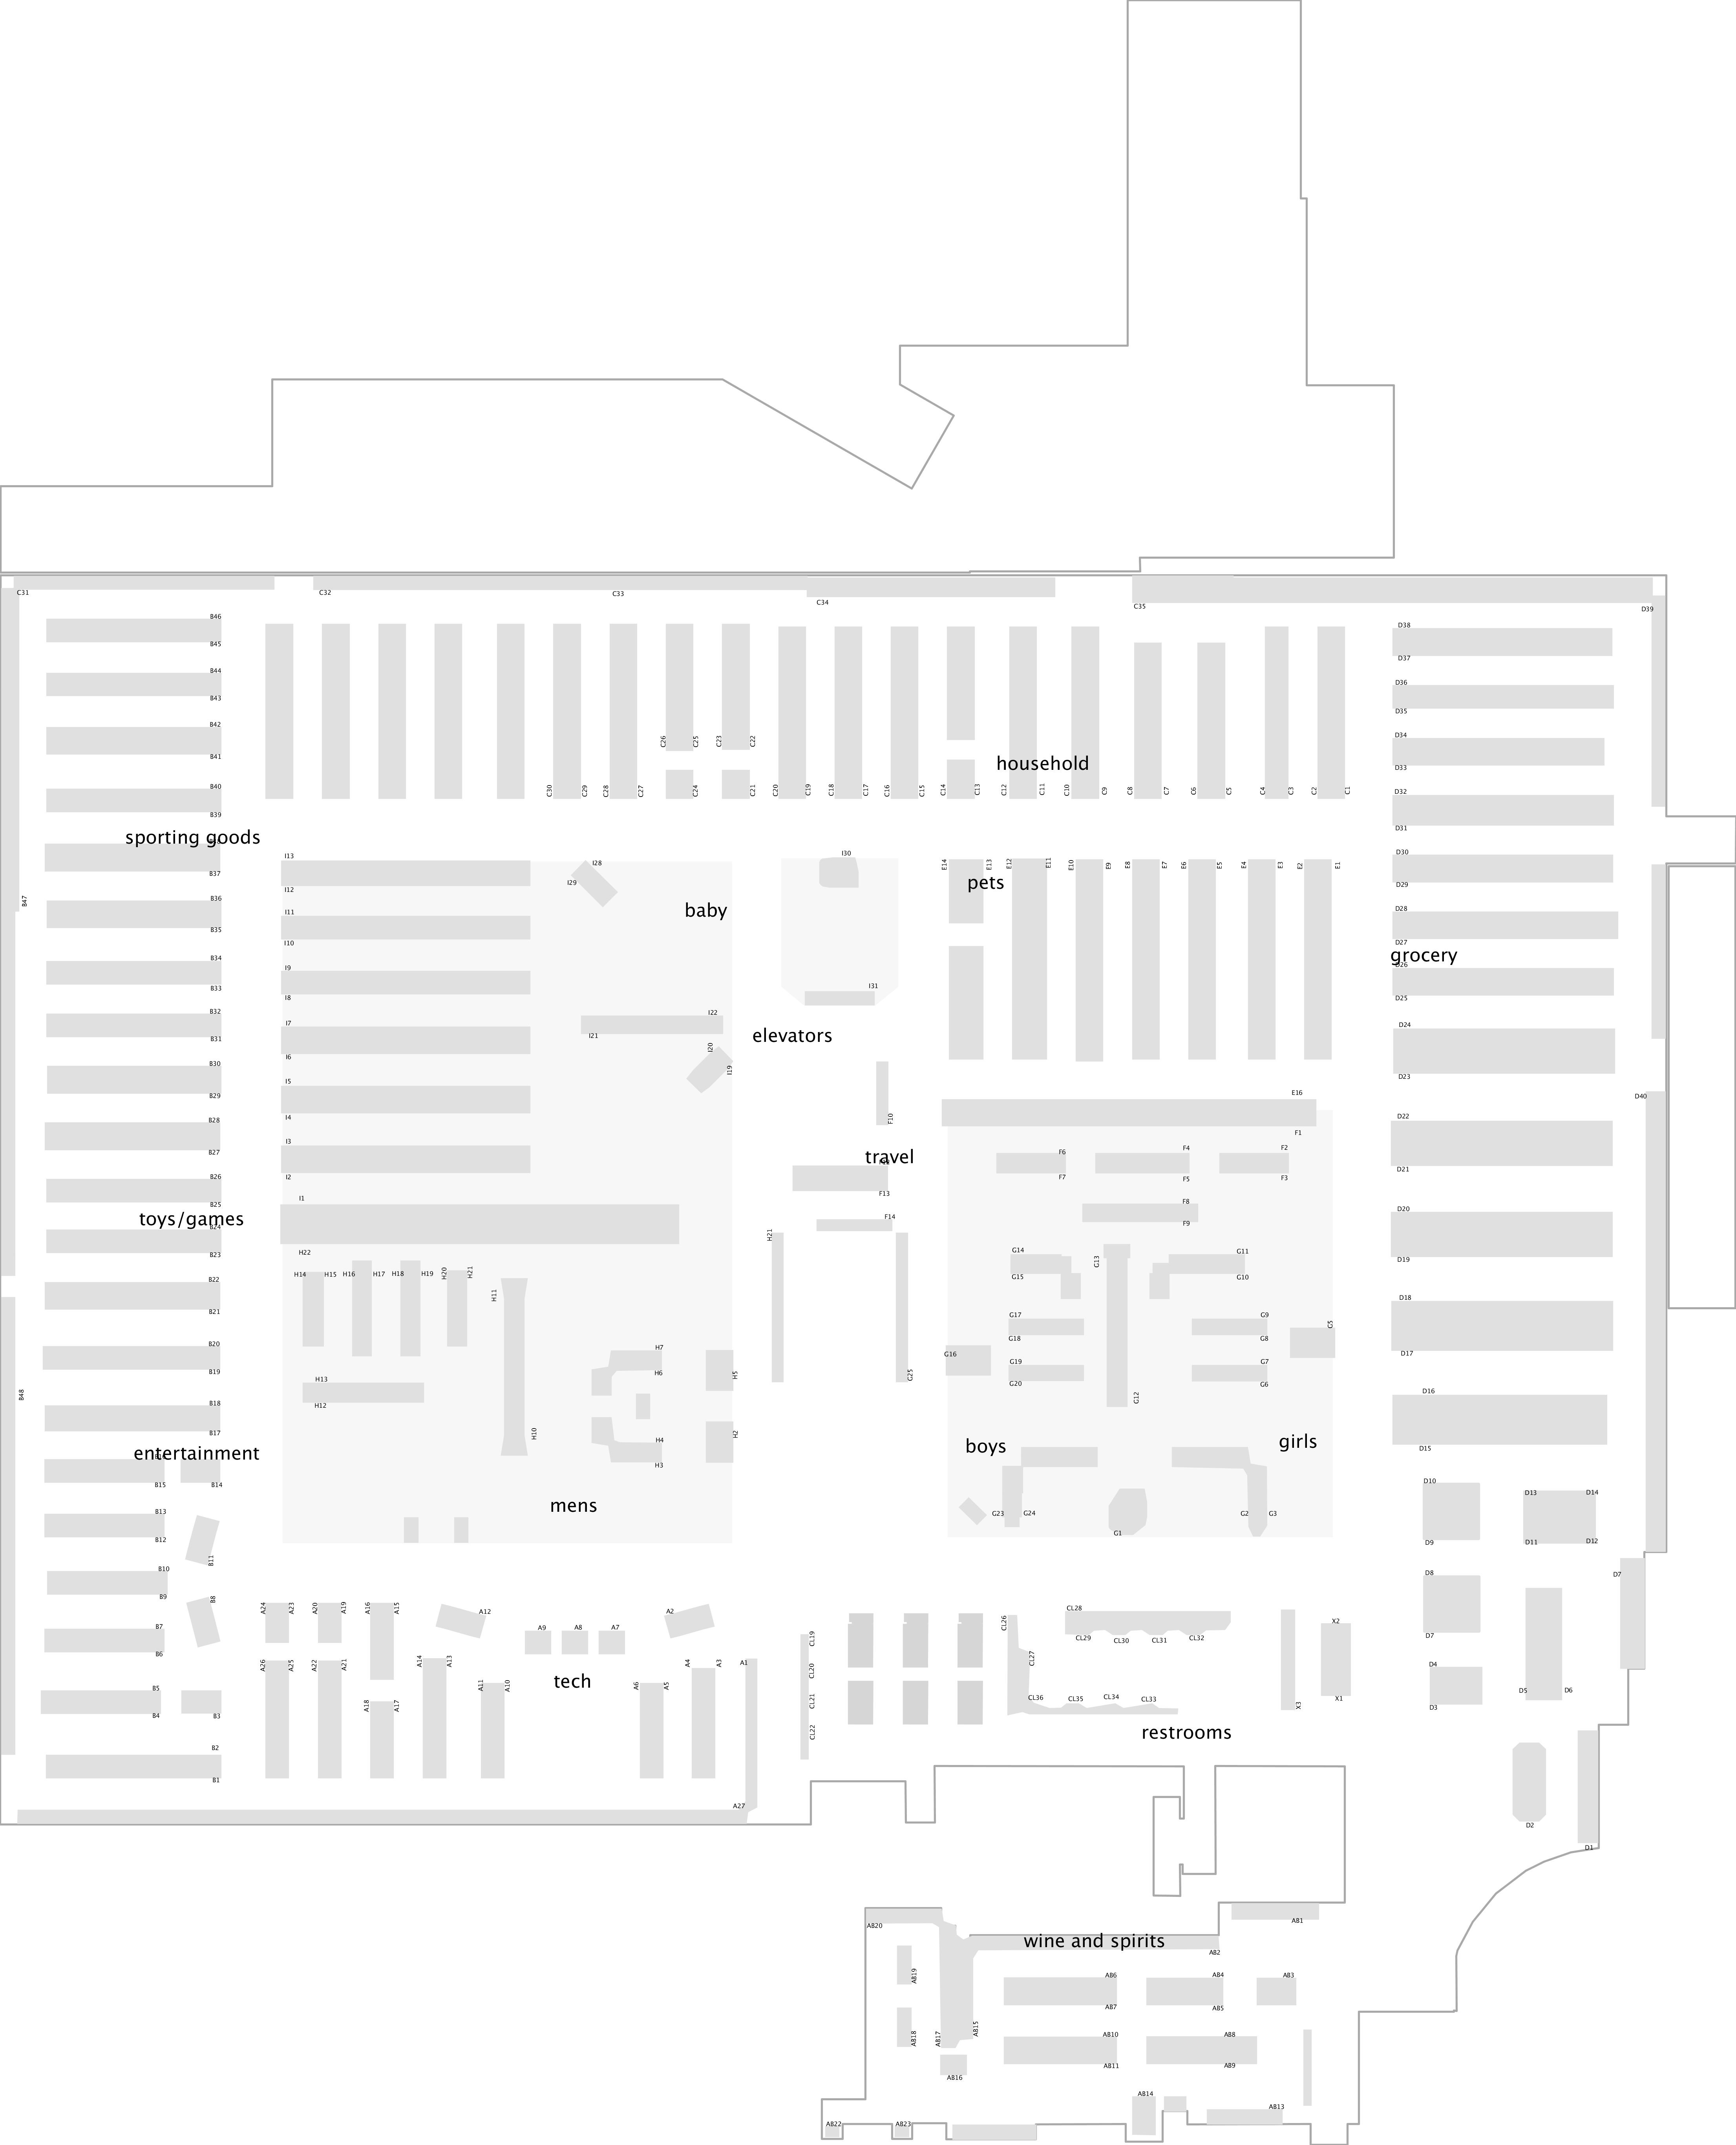 C31
C32
C33
C34
C35
D39
B46
B45
B44
B43
B42
B41
B40
B39
sporting goods
B37
B36
B35
B34
B33
B32
B31
B30
B29
B28
B27
B26
B25
toys/games
B24
B23
B22
B21
B20
B19
B18
B17
entertainment
B15
B14
B13
B12
B11
B10
B9
B8
B7
B6
B5
B4
B3
B2
B1
B47
B48
C30
C29
C28
C27
C26
C25
C24
C23
C22
C21
C20
C19
C18
C17
C16
C15
C14
C13
household
C12
C11
C10
C9
C8
C7
C6
C5
C4
C3
C2
C1
D38
D37
D36
D35
D34
D33
D32
D31
D30
D29
D28
D27
grocery
D26
D25
D24
D23
D22
D21
D20
D19
D18
D17
D16
D15
D40
I13
I12
I11
I10
I9
I8
I7
I6
I5
I4
I3
I2
I1
I28
I29
baby
I30
I31
I22
I21
I20
I19
elevators
E14
E13
pets
E12
E11
E10
E9
E8
E7
E6
E5
E4
E3
E2
E1
E16
F10
travel
F13
F14
H21
G25
F1
F6
F7
F4
F5
F2
F3
F8
F9
G14
G15
G13
G11
G10
G17
G18
G9
G8
G5
G16
G19
G20
G7
G6
G12
boys
girls
G23
G24
G1
G2
G3
H22
H14
H15
H16
H17
H18
H19
H20
H21
H11
H13
H12
H10
H7
H6
H5
H4
H3
H2
mens
D10
D9
D13
D14
D11
D12
D8
D7
D7
D4
D3
D5
D6
D2
D1
A24
A23
A20
A19
A16
A15
A12
A9
A8
A7
A2
A26
A25
A22
A21
A18
A17
A14
A13
A11
A10
tech
A6
A5
A4
A3
A1
A27
CL19
CL20
CL21
CL22
CL26
CL27
CL28
CL29
CL30
CL31
CL32
CL36
CL35
CL34
CL33
X2
X1
X3
restrooms
AB20
wine and spirits
AB1
AB2
AB19
AB6
AB7
AB4
AB5
AB3
AB18
AB17
AB15
AB10
AB11
AB8
AB9
AB16
AB14
AB13
AB22
AB23